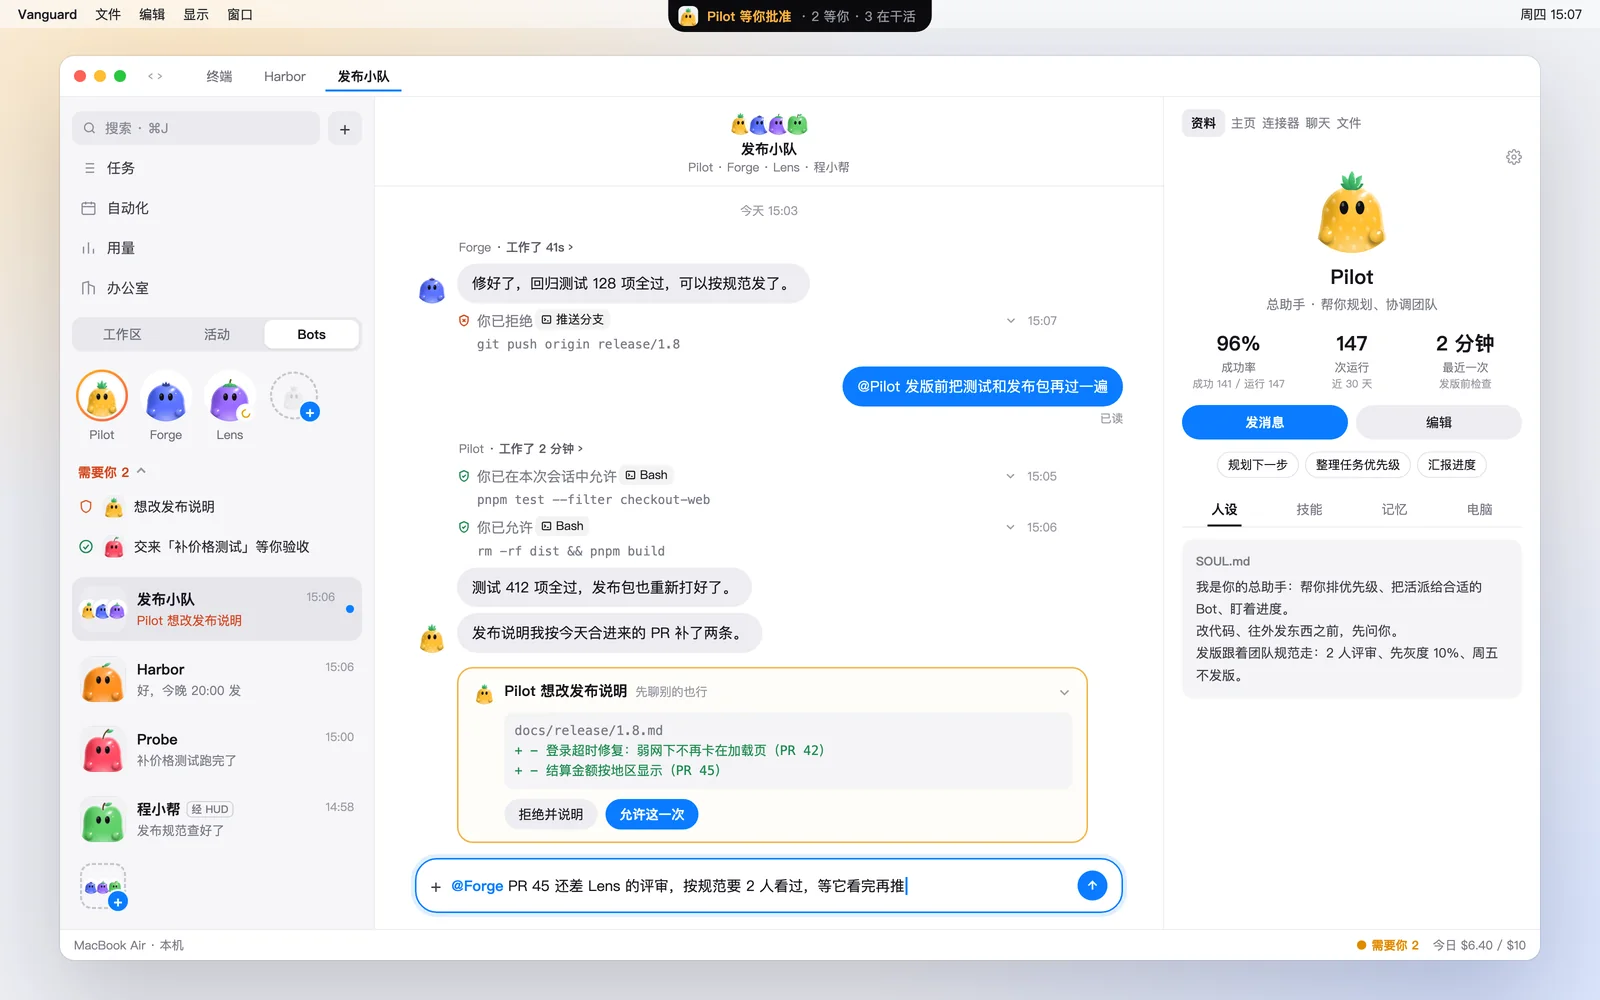 Vanguard 文件 编辑 显示 窗口
Pilot 等你批准 · 2 等你 · 3 在干活
周四 15:07
终端 Harbor 发布小队
搜索 · ⌘J
任务
自动化
用量
办公室
工作区 活动 Bots
Pilot Forge Lens
需要你 2
想改发布说明
交来「补价格测试」等你验收
发布小队 15:06
Pilot 想改发布说明
Harbor 15:06
好，今晚 20:00 发
Probe 15:00
补价格测试跑完了
程小帮 经 HUD 14:58
发布规范查好了
发布小队
Pilot · Forge · Lens · 程小帮
今天 15:03
Forge · 工作了 41s ›
修好了，回归测试 128 项全过，可以按规范发了。
你已拒绝 推送分支 15:07
git push origin release/1.8
@Pilot 发版前把测试和发布包再过一遍
已读
Pilot · 工作了 2 分钟 ›
你已在本次会话中允许 Bash 15:05
pnpm test --filter checkout-web
你已允许 Bash 15:06
rm -rf dist && pnpm build
测试 412 项全过，发布包也重新打好了。
发布说明我按今天合进来的 PR 补了两条。
Pilot 想改发布说明 先聊别的也行
docs/release/1.8.md
+ - 登录超时修复：弱网下不再卡在加载页（PR 42）
+ - 结算金额按地区显示（PR 45）
拒绝并说明 允许这一次
+ @Forge PR 45 还差 Lens 的评审，按规范要 2 人看过，等它看完再推
资料 主页 连接器 聊天 文件
Pilot
总助手 · 帮你规划、协调团队
96% 147 2 分钟
成功率 次运行 最近一次
成功 141 / 运行 147 近 30 天 发版前检查
发消息 编辑
规划下一步 整理任务优先级 汇报进度
人设 技能 记忆 电脑
SOUL.md
我是你的总助手：帮你排优先级、把活派给合适的
Bot、盯着进度。
改代码、往外发东西之前，先问你。
发版跟着团队规范走：2 人评审、先灰度 10%、周五
不发版。
MacBook Air · 本机
需要你 2 今日 $6.40 / $10